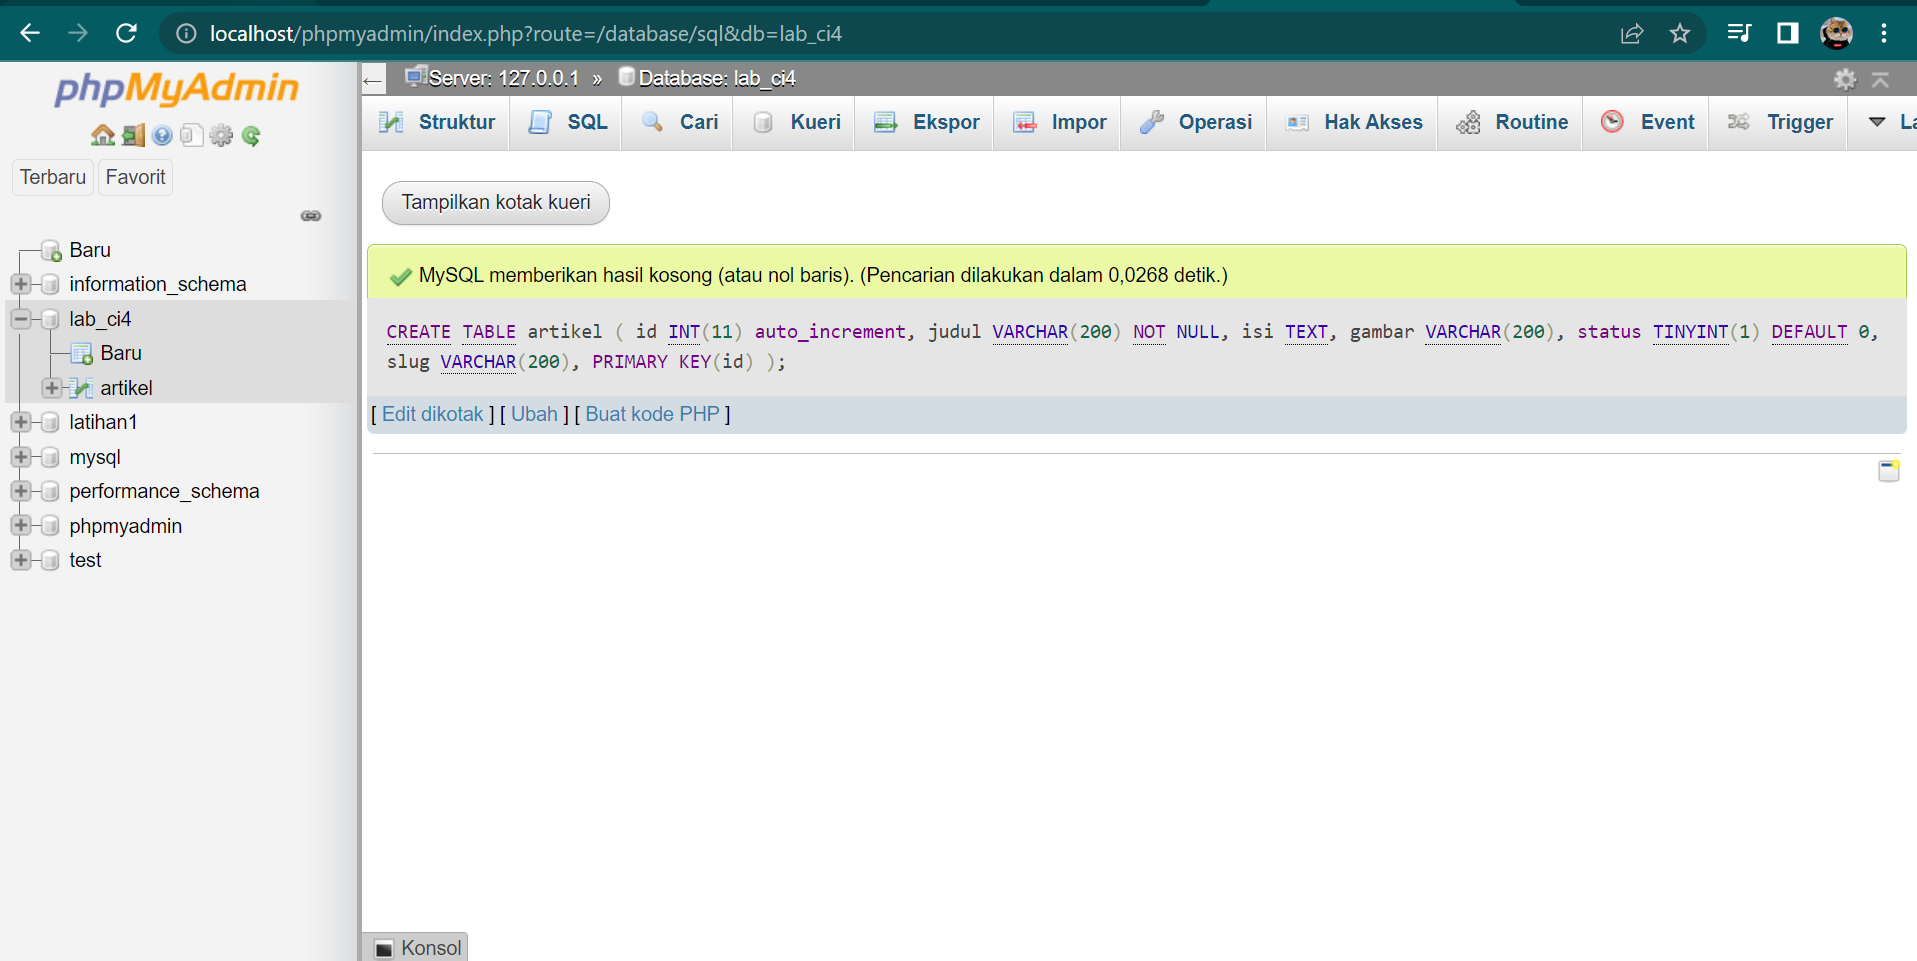 localhost/phpmyadmin/index.php?route=/database/sql&db=lab_ci4
phpMyAdmin
Terbaru Favorit
Baru
information_schema
lab_ci4
Baru
artikel
latihan1
mysql
performance_schema
phpmyadmin
test
Server: 127.0.0.1 » Database: lab_ci4
Struktur SQL Cari Kueri Ekspor Impor Operasi Hak Akses Routine Event Trigger
Tampilkan kotak kueri
MySQL memberikan hasil kosong (atau nol baris). (Pencarian dilakukan dalam 0,0268 detik.)
CREATE TABLE artikel ( id INT(11) auto_increment, judul VARCHAR(200) NOT NULL, isi TEXT, gambar VARCHAR(200), status TINYINT(1) DEFAULT 0,
slug VARCHAR(200), PRIMARY KEY(id) );
[ Edit dikotak ] [ Ubah ] [ Buat kode PHP ]
Konsol